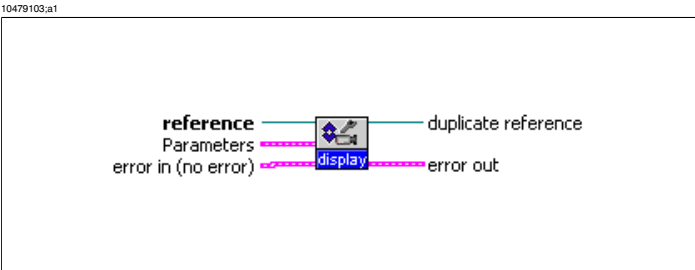 10479103;a1
reference
duplicate reference
Parameters
error in (no error)
display
error out